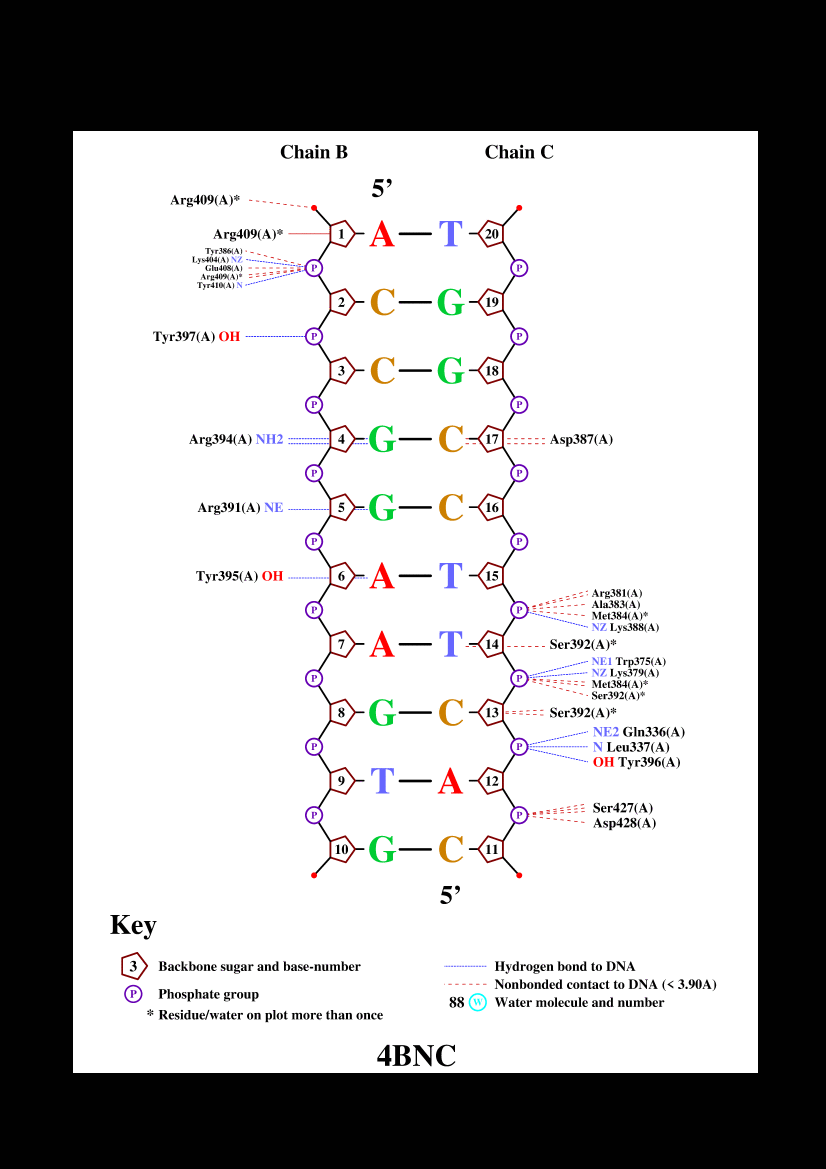 Chain B Chain C
5’
Arg409(A)*
Arg409(A)* 1 A T 20
Tyr386(A)
Lys404(A) NZ
Glu408(A) P P
Arg409(A)*
Tyr410(A) N
2 C G 19
Tyr397(A) OH P P
3 C G 18
P P
Arg394(A) NH2 4 G C 17 Asp387(A)
P P
Arg391(A) NE 5 G C 16
P P
Tyr395(A) OH 6 A T 15
Arg381(A)
Ala383(A)
P P
Met384(A)*
NZ Lys388(A)
7 A T 14 Ser392(A)*
NE1 Trp375(A)
NZ Lys379(A)
P P
Met384(A)*
Ser392(A)*
8 G C 13 Ser392(A)*
NE2 Gln336(A)
P P N Leu337(A)
OH Tyr396(A)
9 T A 12
Ser427(A)
P P
Asp428(A)
10 G C 11
5’
Key
3 Backbone sugar and base-number
P Phosphate group
* Residue/water on plot more than once
Hydrogen bond to DNA
Nonbonded contact to DNA (< 3.90A)
88 W Water molecule and number
4BNC